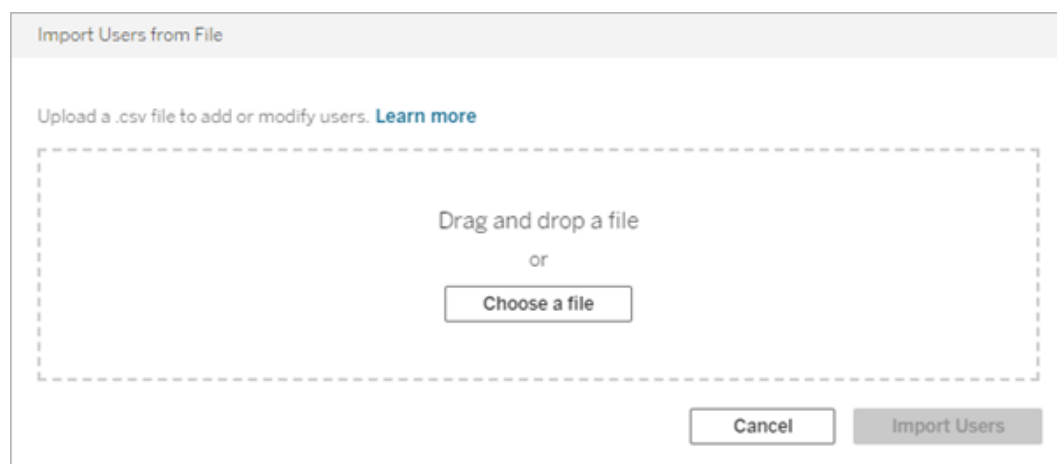 Import Users from File
Upload a .csv file to add or modify users. Learn more
Drag and drop a file
or
Choose a file
Cancel
Import Users